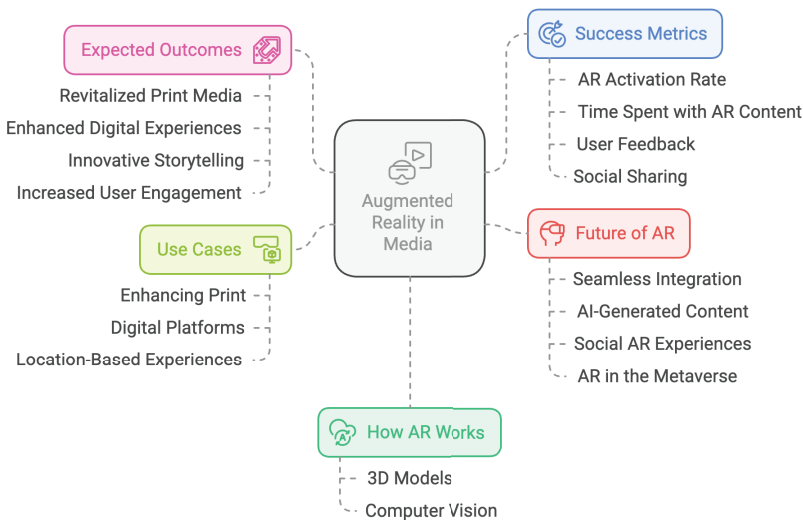 Expected Outcomes
Revitalized Print Media
Enhanced Digital Experiences
Innovative Storytelling
Increased User Engagement
Use Cases
Enhancing Print
Digital Platforms
Location-Based Experiences
Augmented
Reality in
Media
Success Metrics
AR Activation Rate
Time Spent with AR Content
User Feedback
Social Sharing
Future of AR
Seamless Integration
AI-Generated Content
Social AR Experiences
AR in the Metaverse
A
How AR Works
3D Models
Computer Vision